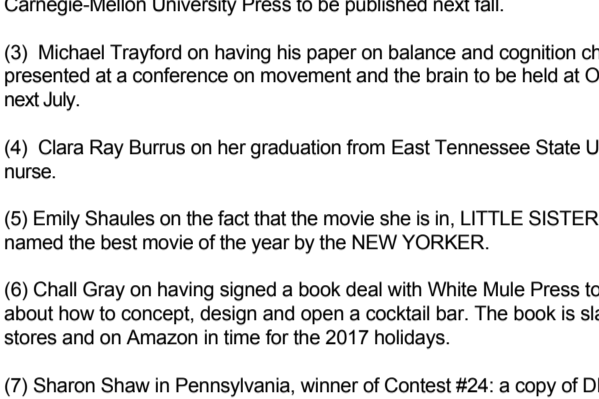 Carnegie-Mellon University Press to be published next fall.
(3) Michael Trayford on having his paper on balance and cognition
presented at a conference on movement and the brain to be held at
next July.
(4) Clara Ray Burrus on her graduation from East Tennessee State
nurse.
(5) Emily Shaules on the fact that the movie she is in, LITTLE SISTER
named the best movie of the year by the NEW YORKER.
(6) Chall Gray on having signed a book deal with White Mule Press to
about how to concept, design and open a cocktail bar. The book is
stores and on Amazon in time for the 2017 holidays.
(7) Sharon Shaw in Pennsylvania, winner of Contest #24: a copy of